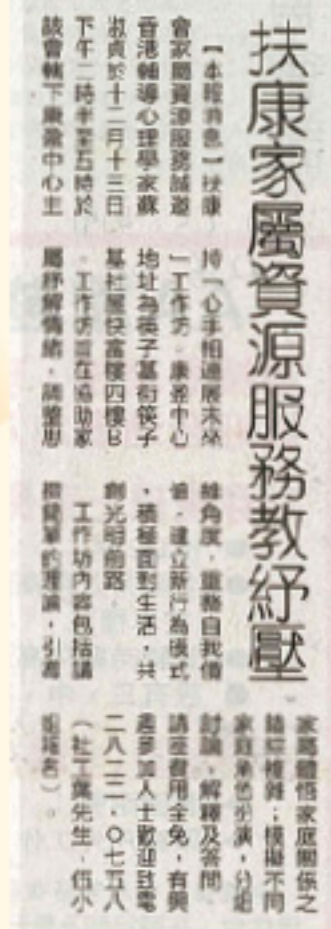 扶康家屬資源服務教紓壓
【本報消息】扶康
會家屬資源服務誠邀
香港輔導心理學家蘇
淑貞於十二月十三日
下午二時半至五時於
該會轄下康盈中心主
持「心手相連展未來
」工作坊。康盈中心
地址為筷子基街筷子
基社屋快富樓四樓B
。工作坊旨在協助家
屬紓解情緒，調整思
維角度，重務自我價
值，建立新行為模式
，積極面對生活，共
創光明前路。
工作坊內容包括講
授簡單的理論，引導
家屬體悟家庭關係之
錯綜複雜；模擬不同
家庭角色扮演，分組
討論、解釋及答問。
講座費用全免，有興
趣參加人士歡迎致電
二八二二·〇七五八
（社工葉先生、伍小
姐報名）。